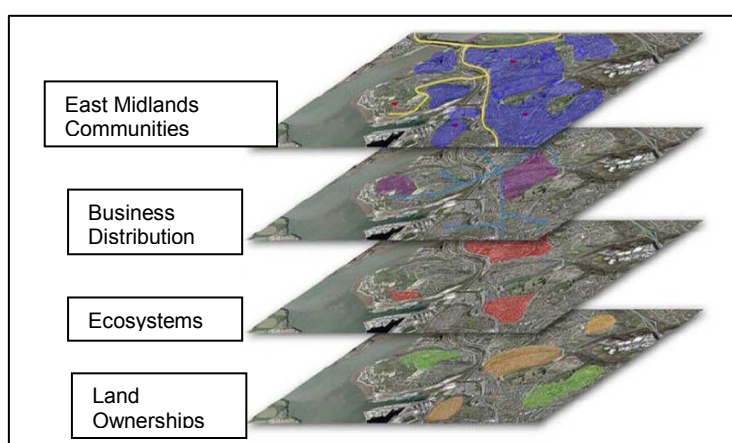 East Midlands
Communities
Business
Distribution
Ecosystems
Land
Ownerships